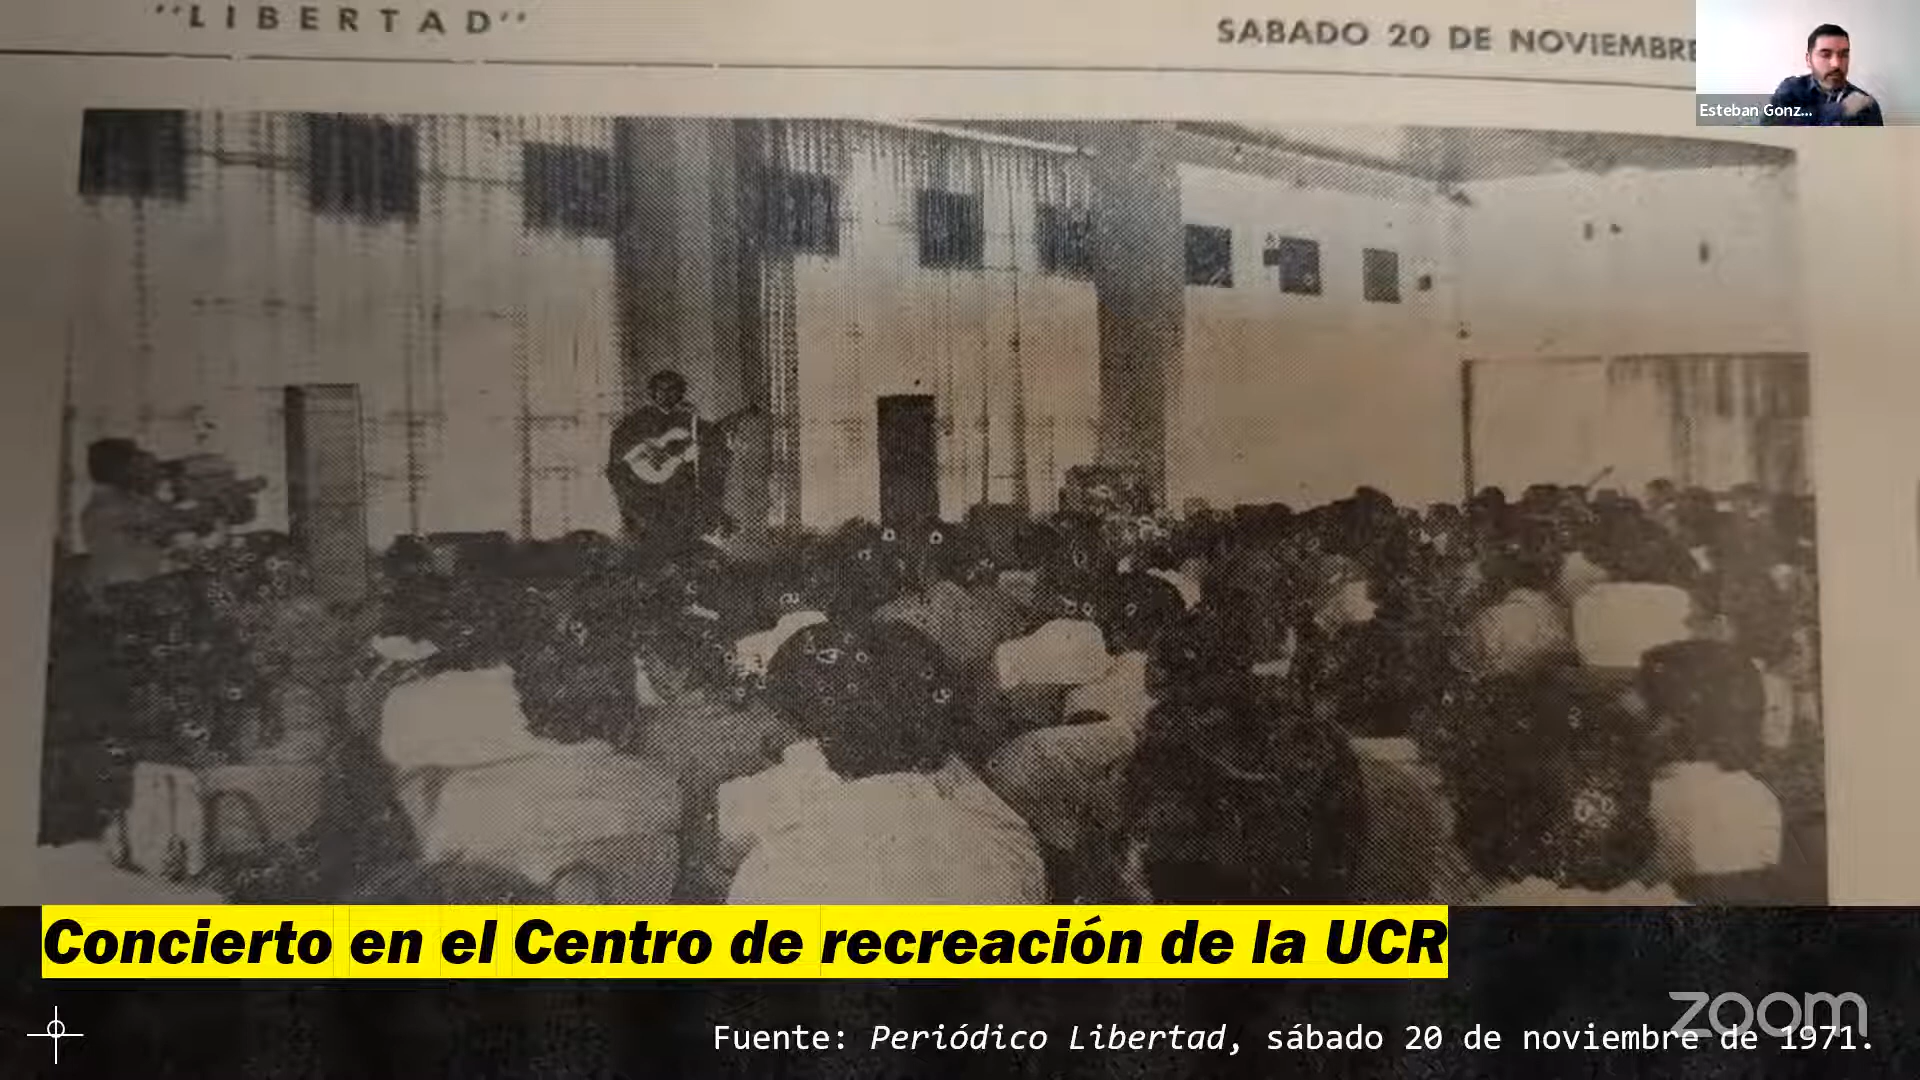 "LIBERTAD"
SABADO 20 DE NOVIEMBRE
Esteban Gonz...
Concierto en el Centro de recreación de la UCR
zoom
Fuente: Periódico Libertad, sábado 20 de noviembre de 1971.